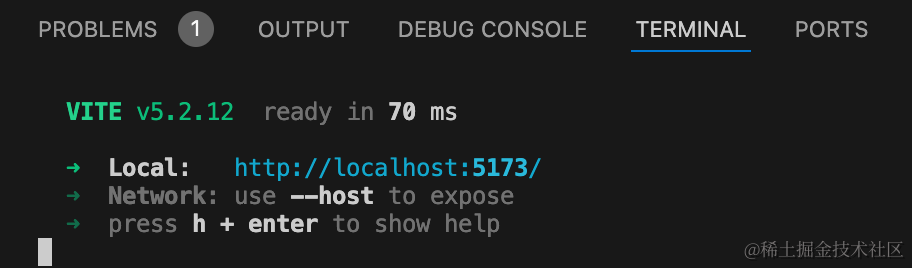 PROBLEMS 1 OUTPUT DEBUG CONSOLE TERMINAL PORTS
VITE v5.2.12 ready in 70 ms
➜ Local: http://localhost:5173/
➜ Network: use --host to expose
➜ press h + enter to show help
@稀土掘金技术社区